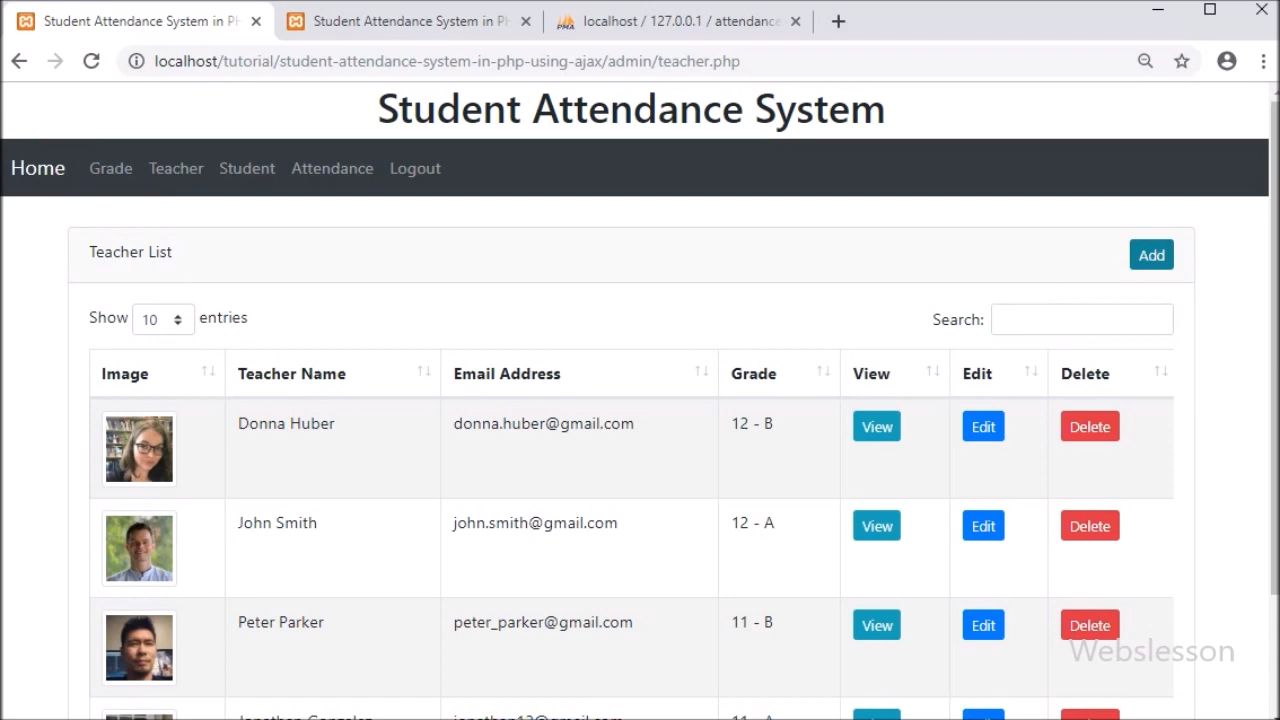 Student Attendance System in PH
Student Attendance System in PH
localhost / 127.0.0.1 / attendance
localhost/tutorial/student-attendance-system-in-php-using-ajax/admin/teacher.php
Student Attendance System
Home Grade Teacher Student Attendance Logout
Teacher List Add
Show 10 entries Search:
Image Teacher Name Email Address Grade View Edit Delete
Donna Huber donna.huber@gmail.com 12 - B View Edit Delete
John Smith john.smith@gmail.com 12 - A View Edit Delete
Peter Parker peter_parker@gmail.com 11 - B View Edit Delete
Webslesson